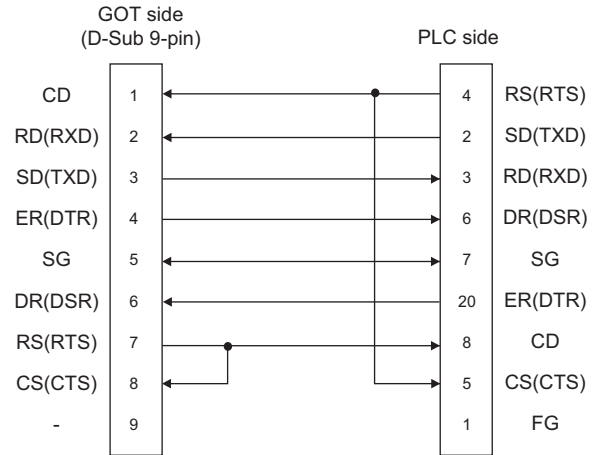 GOT side
(D-Sub 9-pin)
PLC side
CD 1 4 RS(RTS)
RD(RXD) 2 2 SD(TXD)
SD(TXD) 3 3 RD(RXD)
ER(DTR) 4 6 DR(DSR)
SG 5 7 SG
DR(DSR) 6 20 ER(DTR)
RS(RTS) 7 8 CD
CS(CTS) 8 5 CS(CTS)
- 9 1 FG